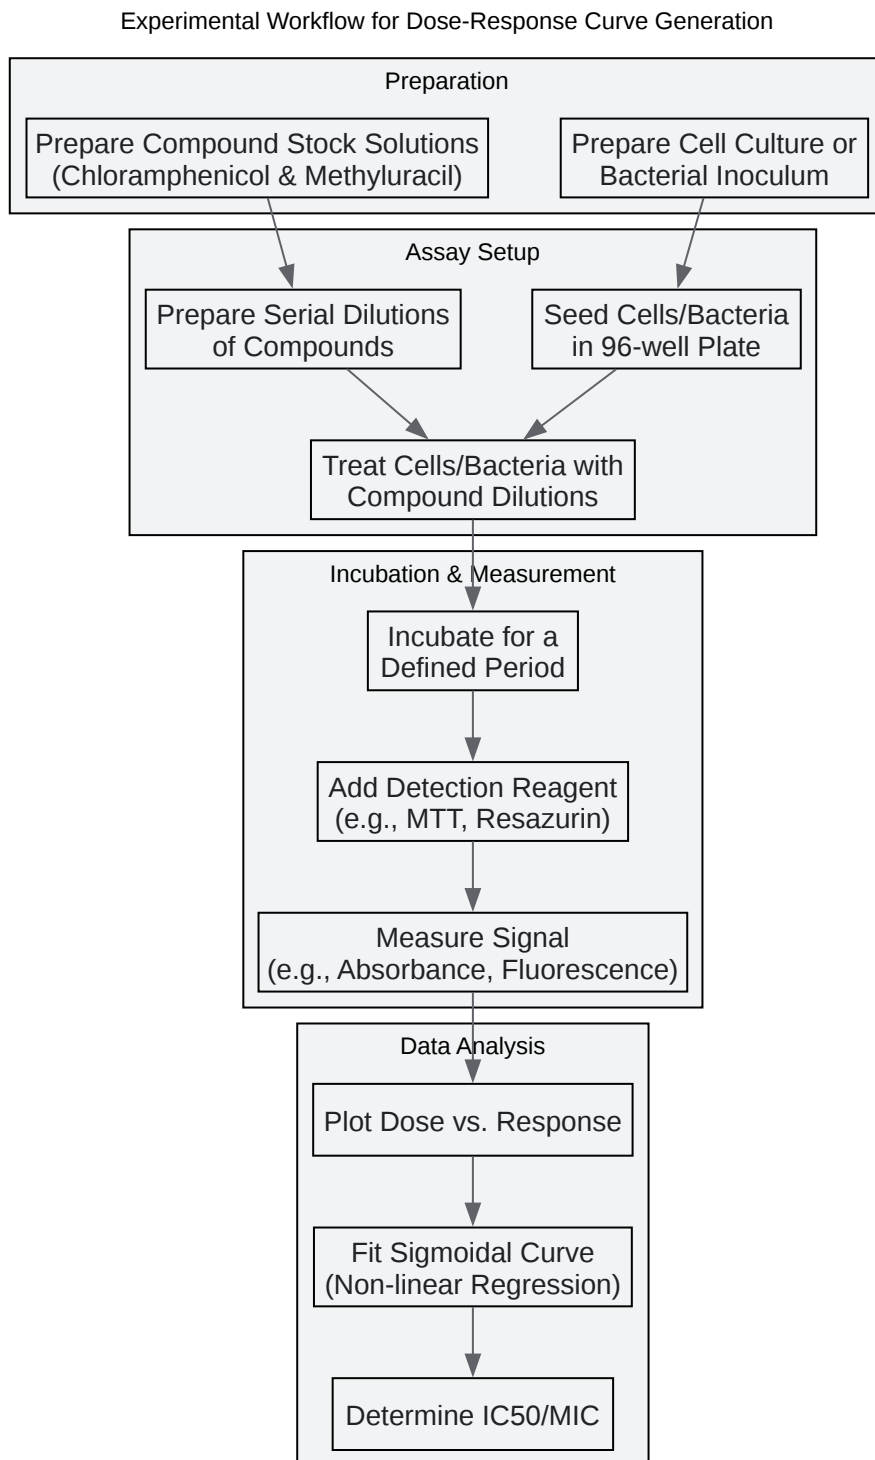 Experimental Workflow for Dose-Response Curve Generation
Preparation
Prepare Compound Stock Solutions
(Chloramphenicol & Methyluracil)
Prepare Cell Culture or
Bacterial Inoculum
Assay Setup
Prepare Serial Dilutions
of Compounds
Seed Cells/Bacteria
in 96-well Plate
Treat Cells/Bacteria with
Compound Dilutions
Incubation & Measurement
Incubate for a
Defined Period
Add Detection Reagent
(e.g., MTT, Resazurin)
Measure Signal
(e.g., Absorbance, Fluorescence)
Data Analysis
Plot Dose vs. Response
Fit Sigmoidal Curve
(Non-linear Regression)
Determine IC50/MIC